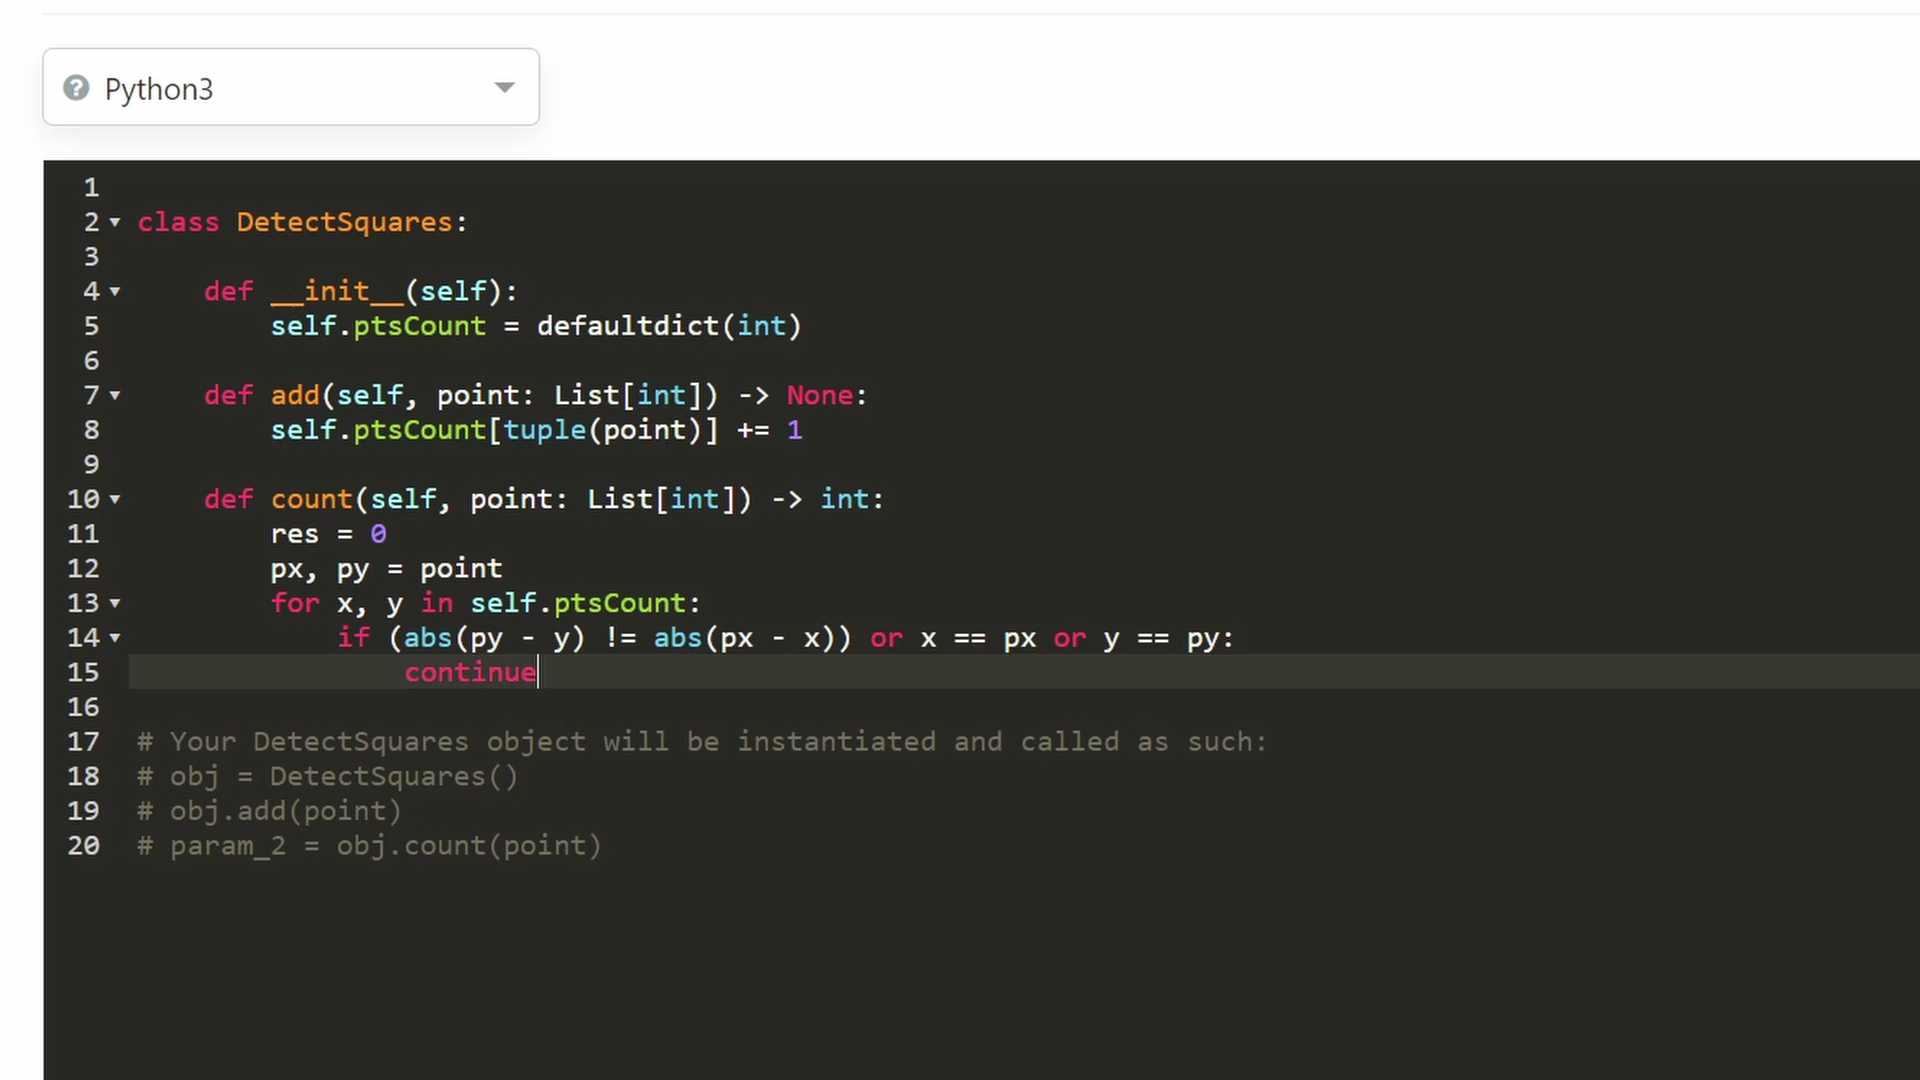 Python3
1
2 class DetectSquares:
3
4 def __init__(self):
5 self.ptsCount = defaultdict(int)
6
7 def add(self, point: List[int]) -> None:
8 self.ptsCount[tuple(point)] += 1
9
10 def count(self, point: List[int]) -> int:
11 res = 0
12 px, py = point
13 for x, y in self.ptsCount:
14 if (abs(py - y) != abs(px - x)) or x == px or y == py:
15 continue
16
17 # Your DetectSquares object will be instantiated and called as such:
18 # obj = DetectSquares()
19 # obj.add(point)
20 # param_2 = obj.count(point)